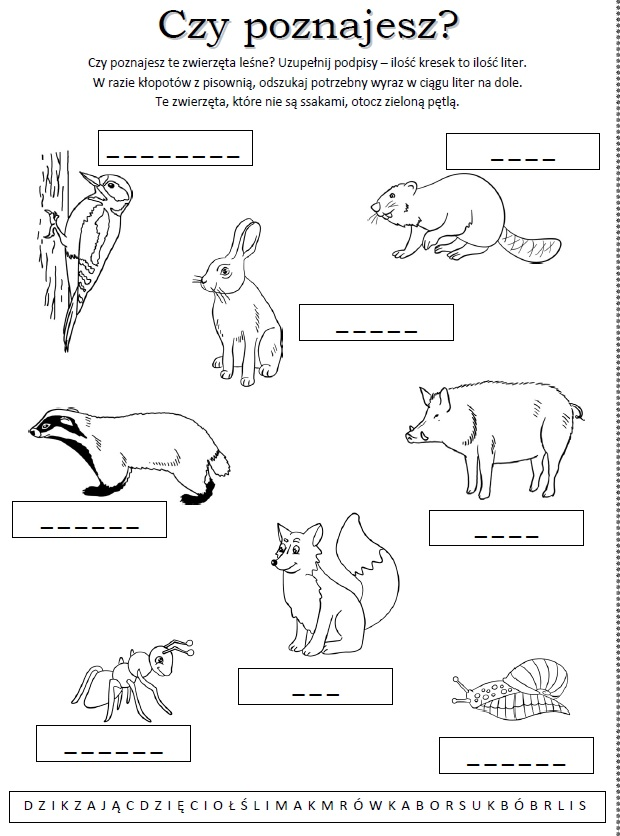 Czy poznajesz?
Czy poznajesz te zwierzęta leśne? Uzupełnij podpisy – ilość kresek to ilość liter.
W razie kłopotów z pisownią, odszukaj potrzebny wyraz w ciągu liter na dole.
Te zwierzęta, które nie są ssakami, otocz zieloną pętlą.
_ _ _ _ _ _ _ _
_ _ _ _
_ _ _ _ _
_ _ _ _ _ _
_ _ _ _
_ _ _
_ _ _ _ _ _
_ _ _ _ _ _
D Z I K Z A J Ą C D Z I Ę C I O Ł Ś L I M A K M R Ó W K A B O R S U K B Ó B R L I S